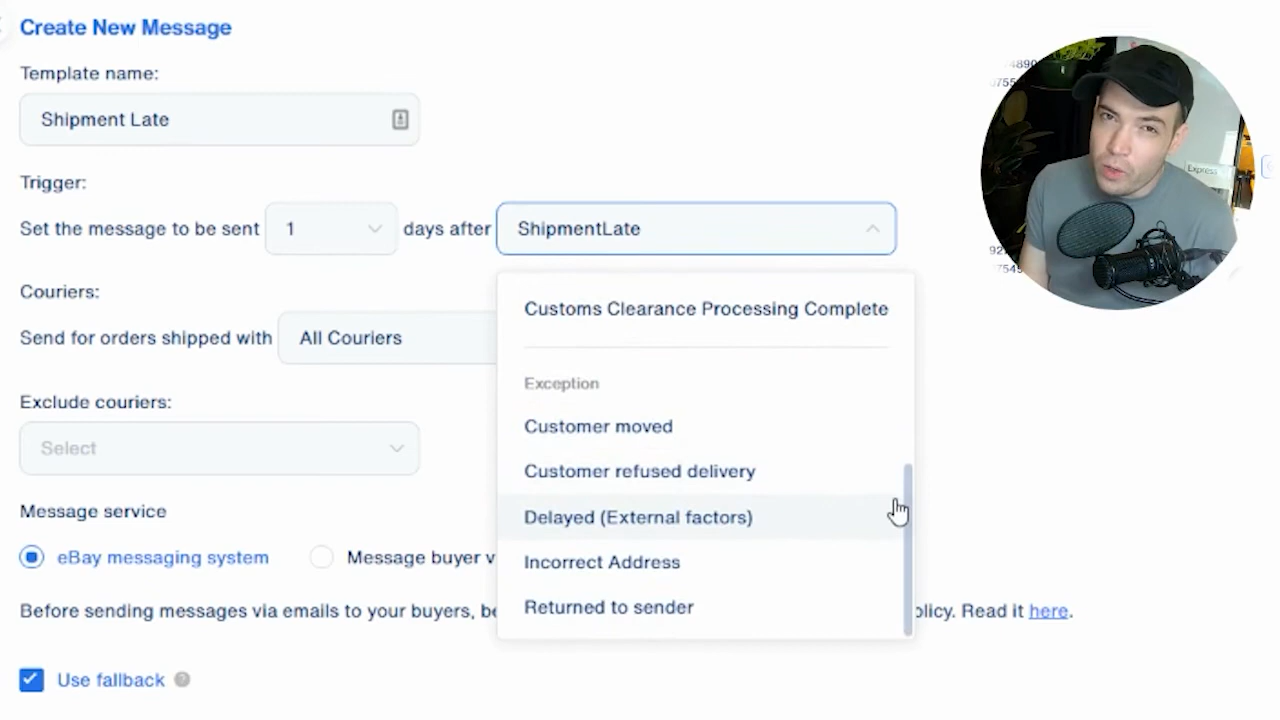 Create New Message
Template name:
Shipment Late
Trigger:
Set the message to be sent 1 days after ShipmentLate
Customs Clearance Processing Complete
Couriers:
Send for orders shipped with All Couriers
Exception
Exclude couriers:
Customer moved
Select
Customer refused delivery
Message service
Delayed (External factors)
eBay messaging system Message buyer v
Incorrect Address
Before sending messages via emails to your buyers, be olicy. Read it here.
Returned to sender
Use fallback
Express